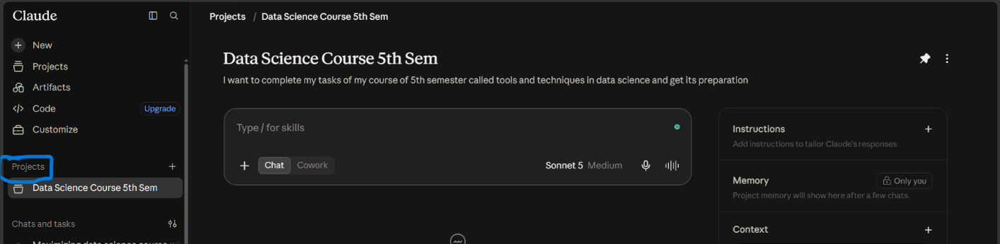 Claude
New
Projects
Artifacts
Code Upgrade
Customize
Projects
Data Science Course 5th Sem
Chats and tasks
Projects / Data Science Course 5th Sem
Data Science Course 5th Sem
I want to complete my tasks of my course of 5th semester called tools and techniques in data science and get its preparation
Type / for skills
Chat Cowork Sonnet 5 Medium
Instructions
Add instructions to tailor Claude's responses
Memory Only you
Project memory will show here after a few chats.
Context